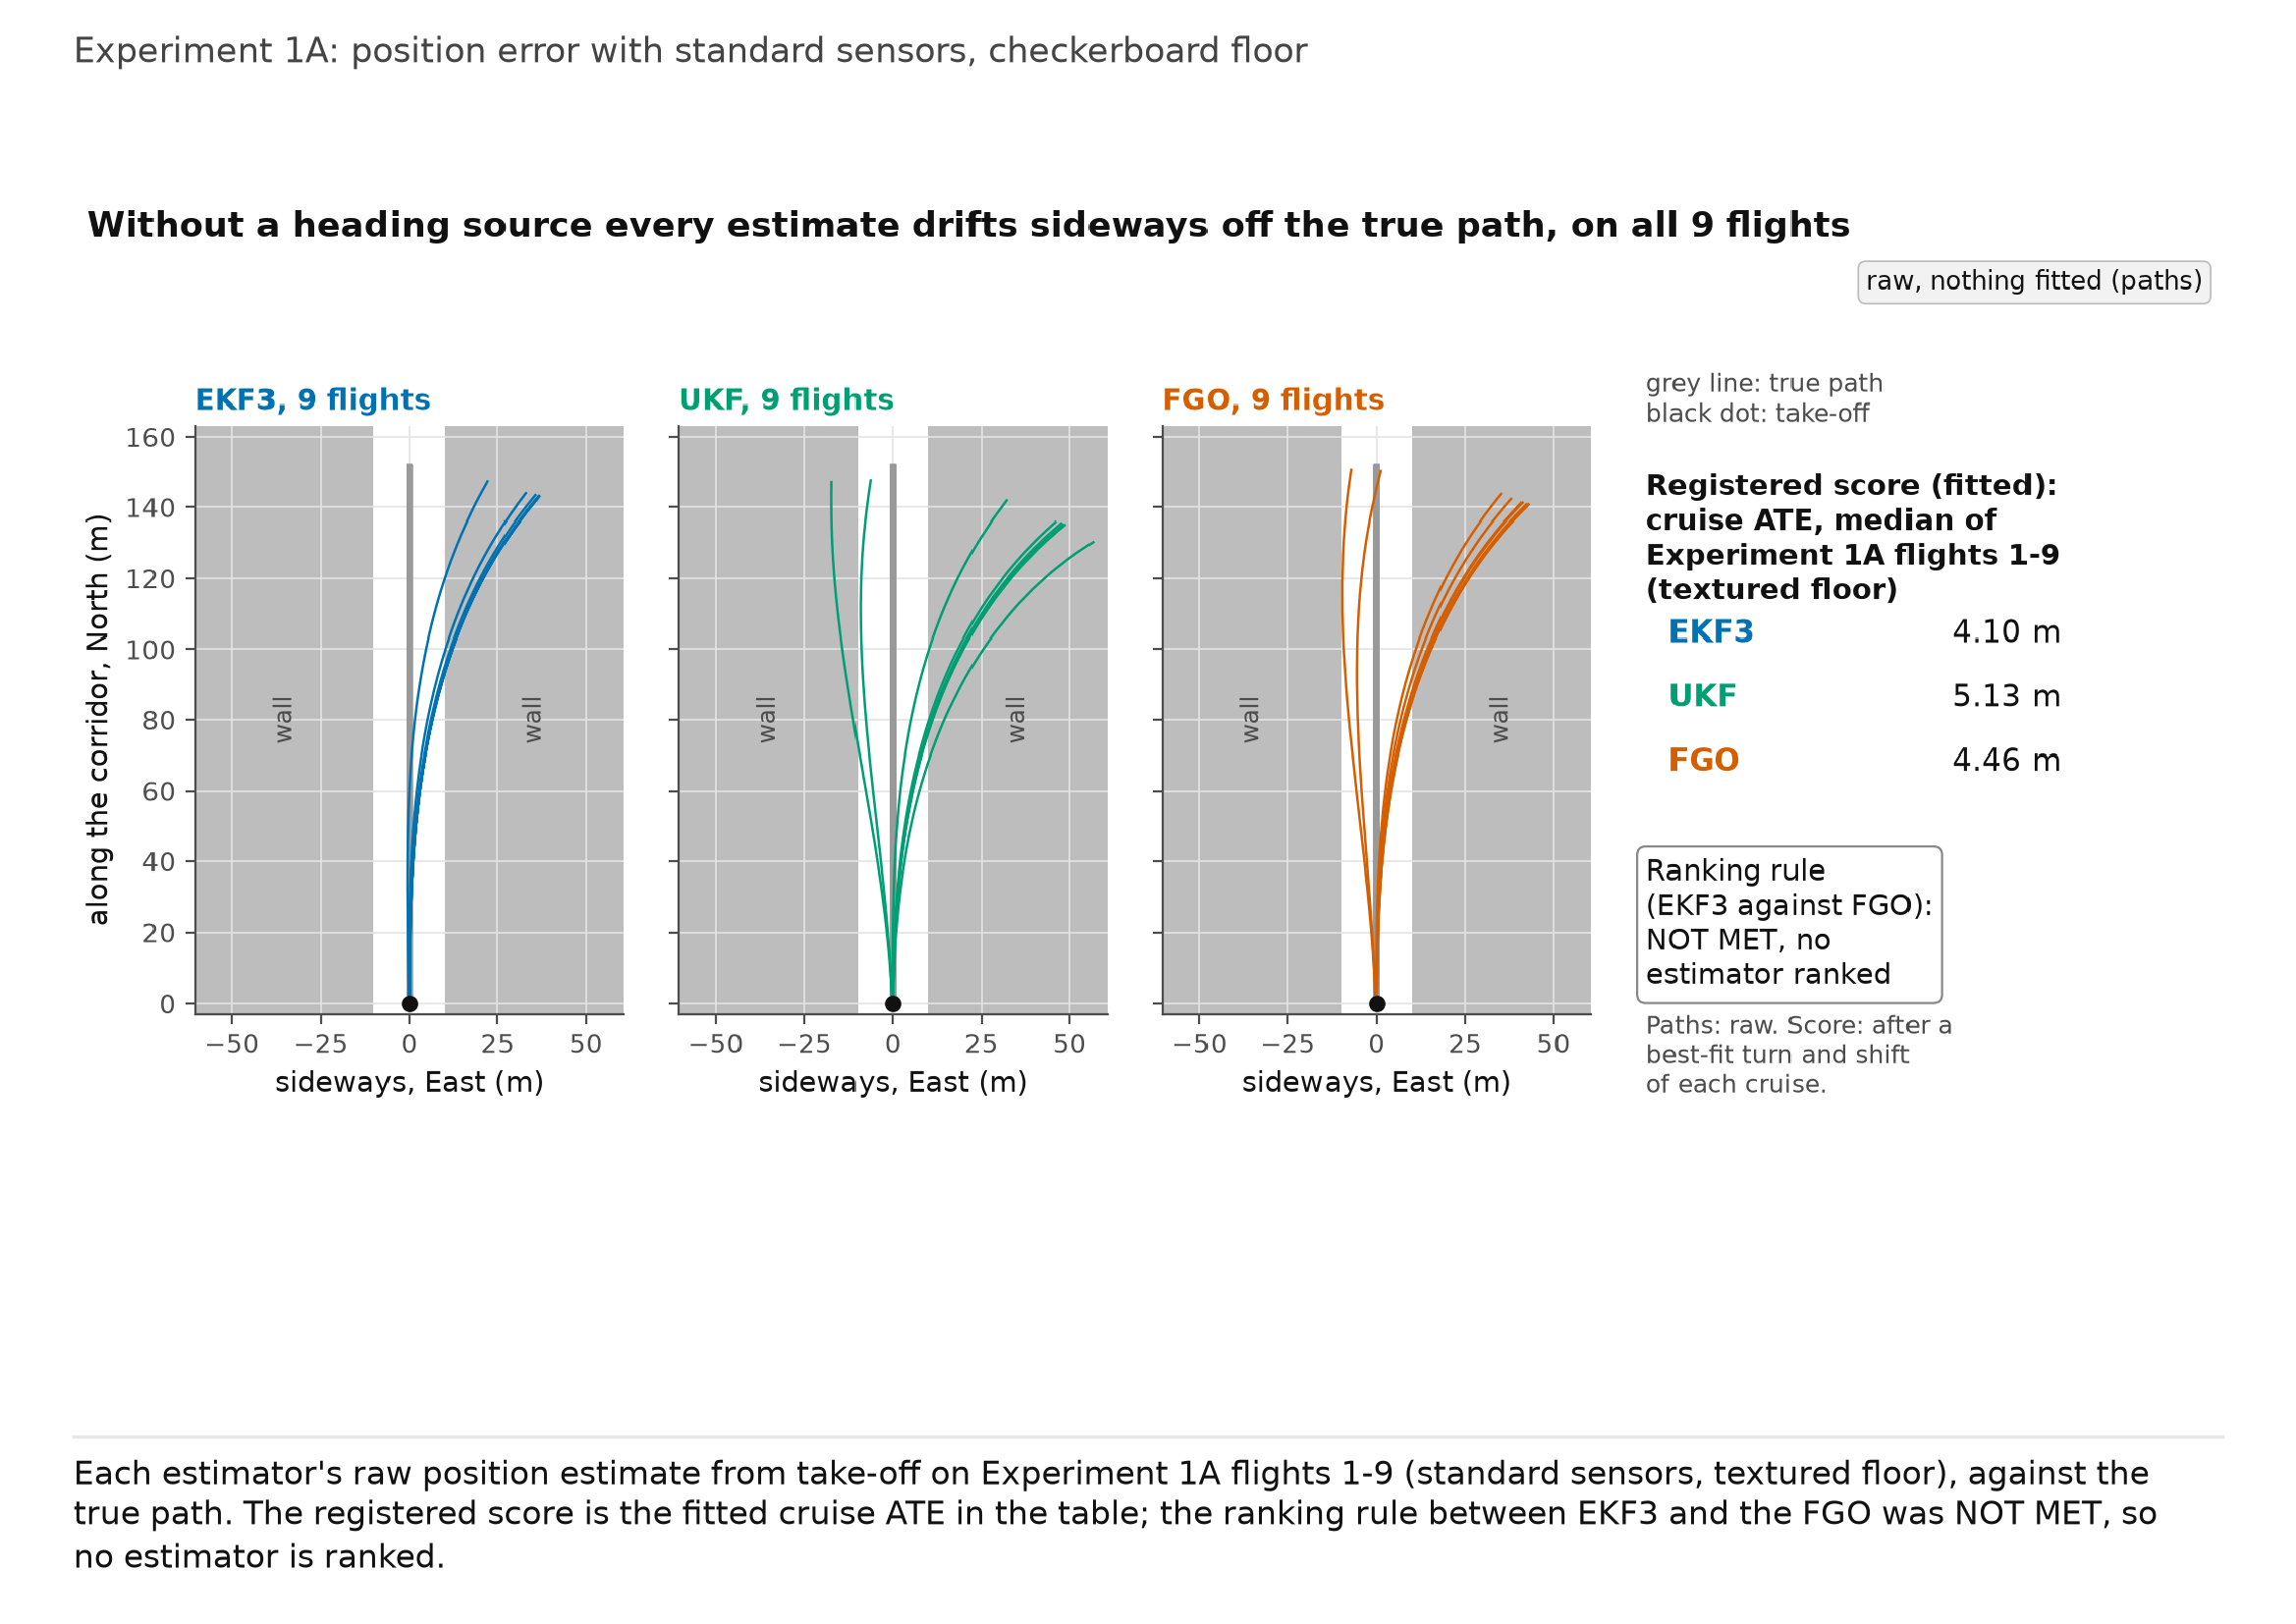 Experiment 1A: position error with standard sensors, checkerboard floor
Without a heading source every estimate drifts sideways off the true path, on all 9 flights
raw, nothing fitted (paths)
EKF3, 9 flights
UKF, 9 flights
FGO, 9 flights
grey line: true path
black dot: take-off
along the corridor, North (m)
160
140
120
100
80
60
40
20
0
wall
wall
wall
wall
wall
wall
−50
−25
0
25
50
−50
−25
0
25
50
−50
−25
0
25
50
sideways, East (m)
sideways, East (m)
sideways, East (m)
Registered score (fitted):
cruise ATE, median of
Experiment 1A flights 1-9
(textured floor)
EKF3 4.10 m
UKF 5.13 m
FGO 4.46 m
Ranking rule
(EKF3 against FGO):
NOT MET, no
estimator ranked
Paths: raw. Score: after a
best-fit turn and shift
of each cruise.
Each estimator's raw position estimate from take-off on Experiment 1A flights 1-9 (standard sensors, textured floor), against the
true path. The registered score is the fitted cruise ATE in the table; the ranking rule between EKF3 and the FGO was NOT MET, so
no estimator is ranked.